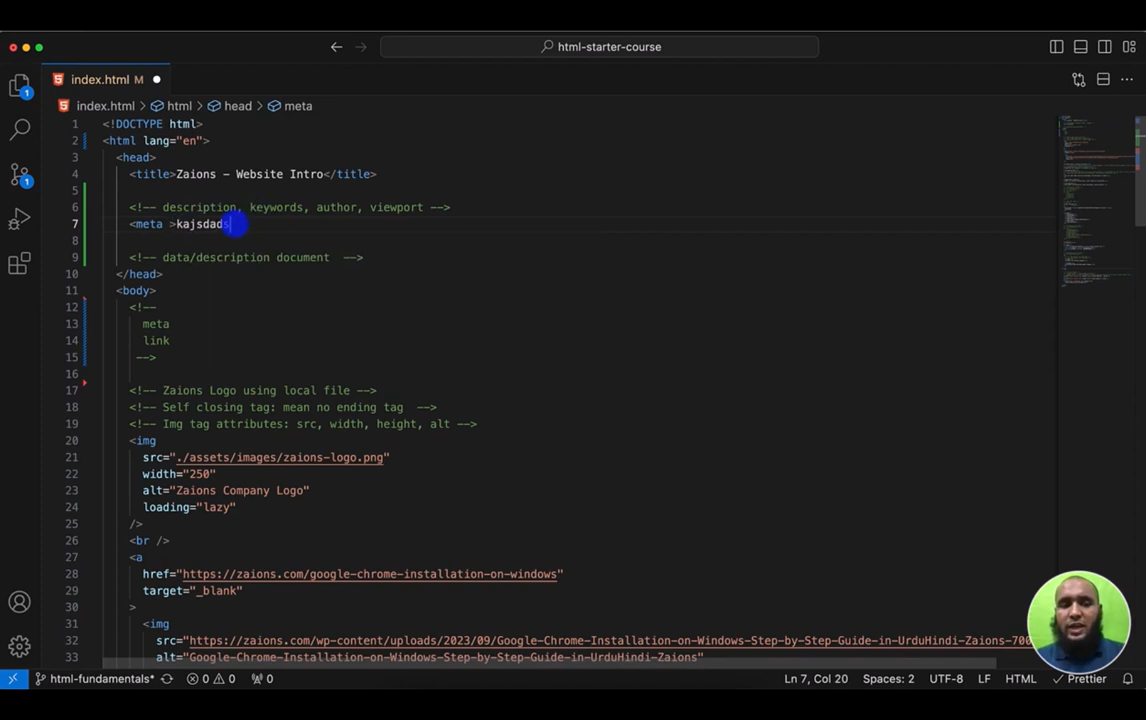 html-starter-course
index.html M
index.html > html > head > meta
1 <!DOCTYPE html>
2 <html lang="en">
3 <head>
4 <title>Zaions - Website Intro</title>
5
6 <!-- description, keywords, author, viewport -->
7 <meta >kajsdads
8
9 <!-- data/description document  -->
10 </head>
11 <body>
12 <!--
13 meta
14 link
15 -->
16
17 <!-- Zaions Logo using local file -->
18 <!-- Self closing tag: mean no ending tag  -->
19 <!-- Img tag attributes: src, width, height, alt -->
20 <img
21 src="./assets/images/zaions-logo.png"
22 width="250"
23 alt="Zaions Company Logo"
24 loading="lazy"
25 />
26 <br />
27 <a
28 href="https://zaions.com/google-chrome-installation-on-windows"
29 target="_blank"
30 >
31 <img
32 src="https://zaions.com/wp-content/uploads/2023/09/Google-Chrome-Installation-on-Windows-Step-by-Step-Guide-in-UrduHindi-Zaions-700
33 alt="Google-Chrome-Installation-on-Windows-Step-by-Step-Guide-in-UrduHindi-Zaions"
1
1
html-fundamentals* 0 0 0 Ln 7, Col 20 Spaces: 2 UTF-8 LF HTML Prettier